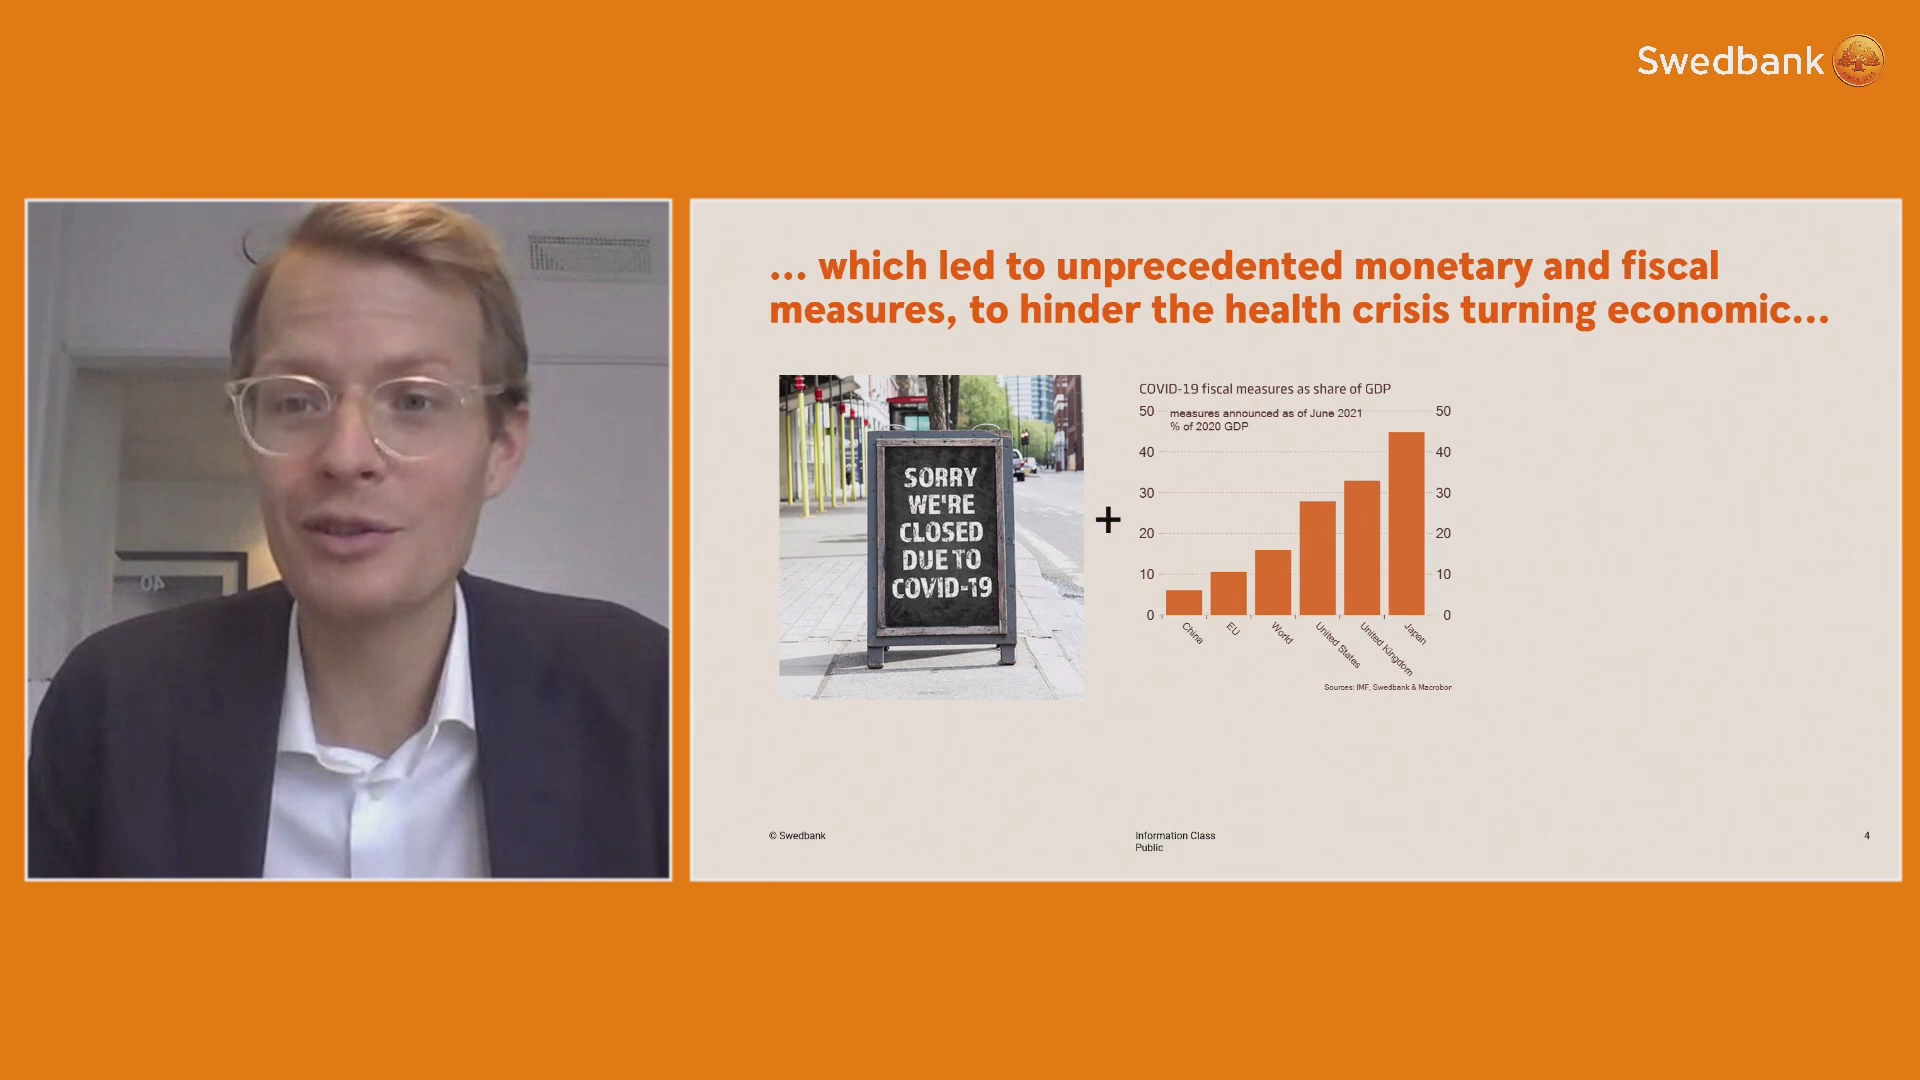 Swedbank
... which led to unprecedented monetary and fiscal
measures, to hinder the health crisis turning economic...
SORRY
WE'RE
CLOSED
DUE TO
COVID-19
+
COVID-19 fiscal measures as share of GDP
measures announced as of June 2021
% of 2020 GDP
50 50
40 40
30 30
20 20
10 10
0 0
China EU World United States United Kingdom Japan
Sources: IMF, Swedbank & Macrobon
40
© Swedbank
Information Class
Public
4